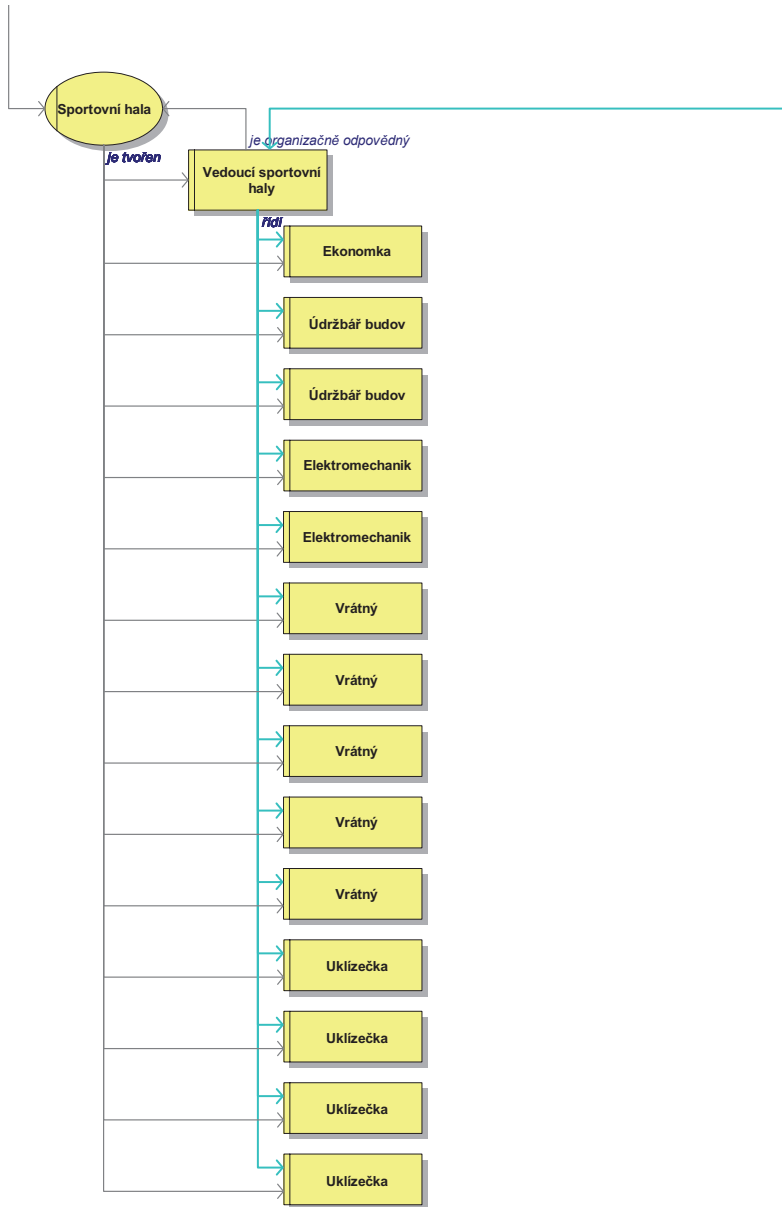 Sportovní hala
je organizačně odpovědný
je tvořen
Vedoucí sportovní
haly
řídí
Ekonomka
Údržbář budov
Údržbář budov
Elektromechanik
Elektromechanik
Vrátný
Vrátný
Vrátný
Vrátný
Vrátný
Uklízečka
Uklízečka
Uklízečka
Uklízečka